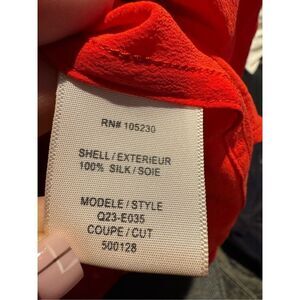 RN# 105230
SHELL / EXTERIEUR
100% SILK / SOIE
MODELE / STYLE
Q23-E035
COUPE / CUT
500128